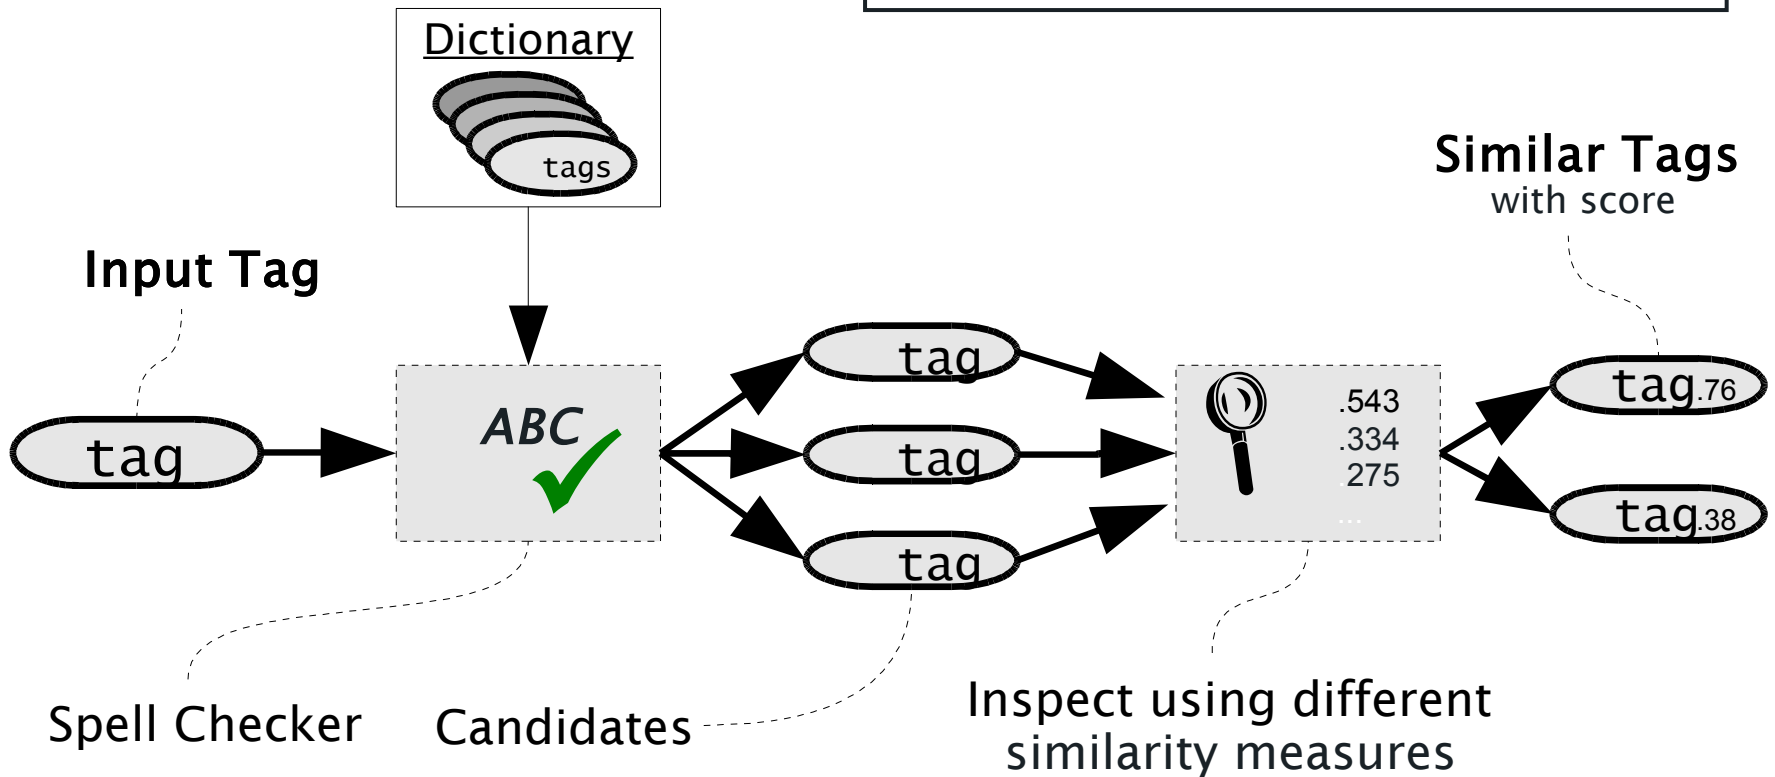 Dictionary
tags
Similar Tags
with score
Input Tag
tag
ABC
tag
tag
tag
.543
.334
.275
...
tag.76
tag.38
Spell Checker
Candidates
Inspect using different
similarity measures